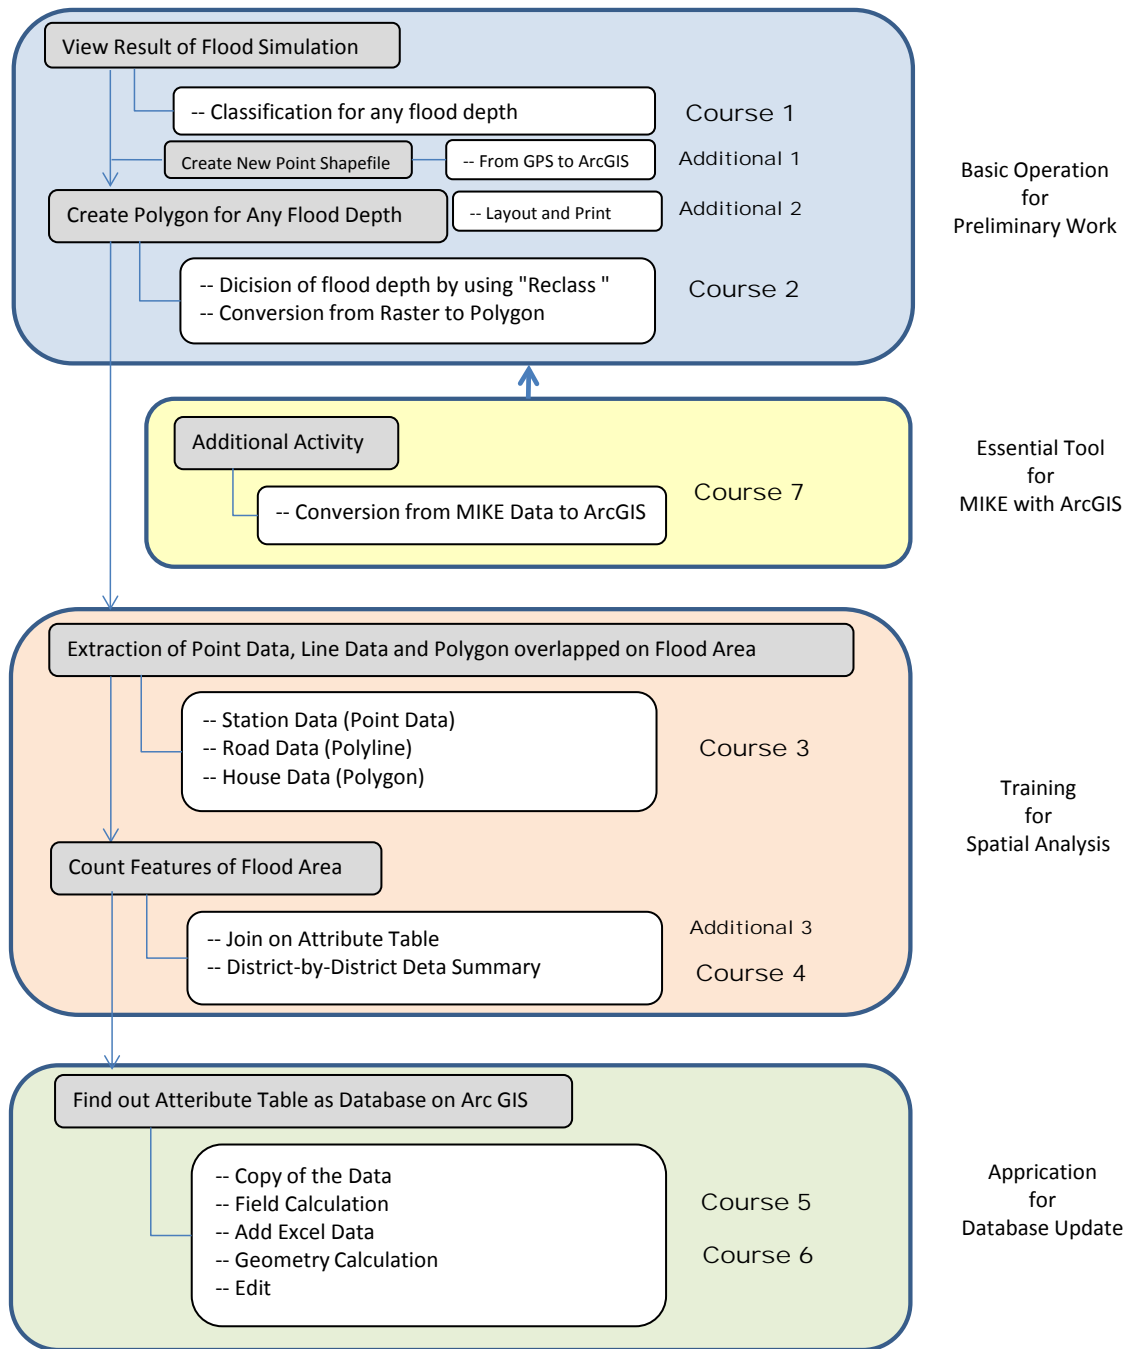 View Result of Flood Simulation
-- Classification for any flood depth
Course 1
Create New Point Shapefile
-- From GPS to ArcGIS
Additional 1
Create Polygon for Any Flood Depth
-- Layout and Print
Additional 2
-- Dicision of flood depth by using "Reclass "
-- Conversion from Raster to Polygon
Course 2
Basic Operation
for
Preliminary Work
Additional Activity
-- Conversion from MIKE Data to ArcGIS
Course 7
Essential Tool
for
MIKE with ArcGIS
Extraction of Point Data, Line Data and Polygon overlapped on Flood Area
-- Station Data (Point Data)
-- Road Data (Polyline)
-- House Data (Polygon)
Course 3
Training
for
Spatial Analysis
Count Features of Flood Area
-- Join on Attribute Table
-- District-by-District Deta Summary
Additional 3
Course 4
Find out Atteribute Table as Database on Arc GIS
-- Copy of the Data
-- Field Calculation
-- Add Excel Data
-- Geometry Calculation
-- Edit
Course 5
Course 6
Apprication
for
Database Update